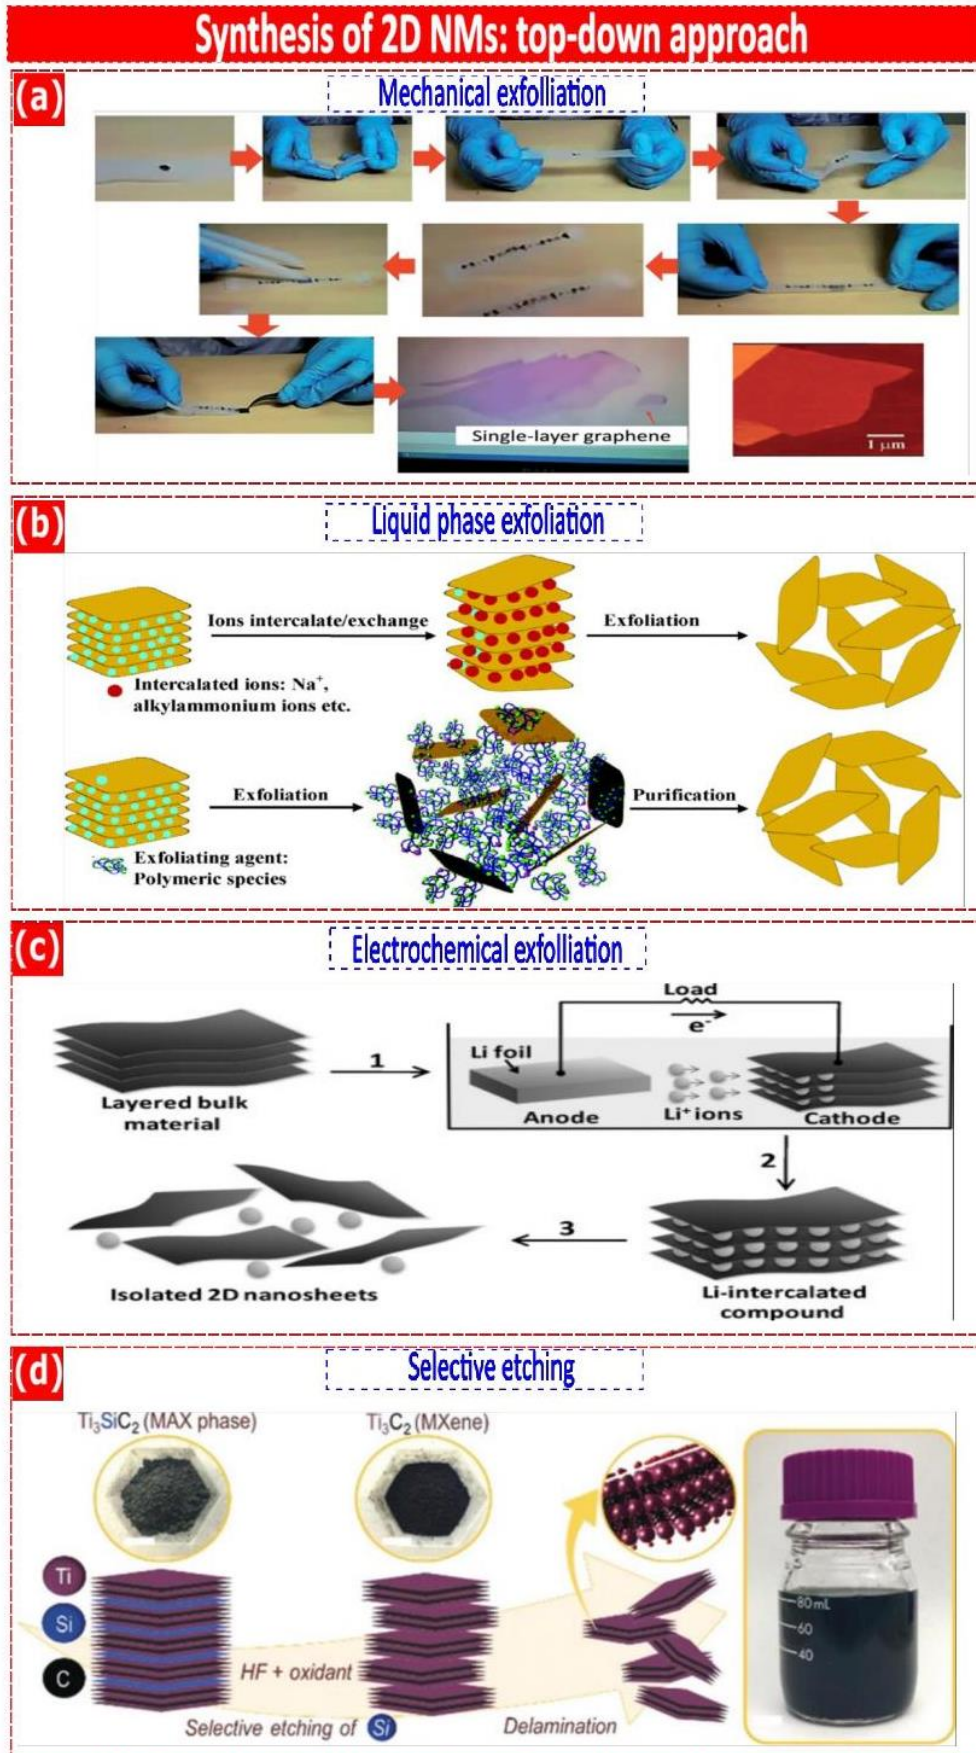 Synthesis of 2D NMs: top-down approach
(a)
Mechanical exfolliation
Single-layer graphene
1 µm
(b)
Liquid phase exfoliation
Ions intercalate/exchange
Exfoliation
Intercalated ions: Na⁺,
alkylammonium ions etc.
Exfoliation
Purification
Exfoliating agent:
Polymeric species
(c)
Electrochemical exfolliation
Load
e⁻
1
Li foil
Anode
Li⁺ ions
Cathode
Layered bulk
material
2
3
Isolated 2D nanosheets
Li-intercalated
compound
(d)
Selective etching
Ti₃SiC₂ (MAX phase)
Ti₃C₂ (MXene)
Ti
Si
C
HF + oxidant
Selective etching of Si
Delamination
80 mL
60
40